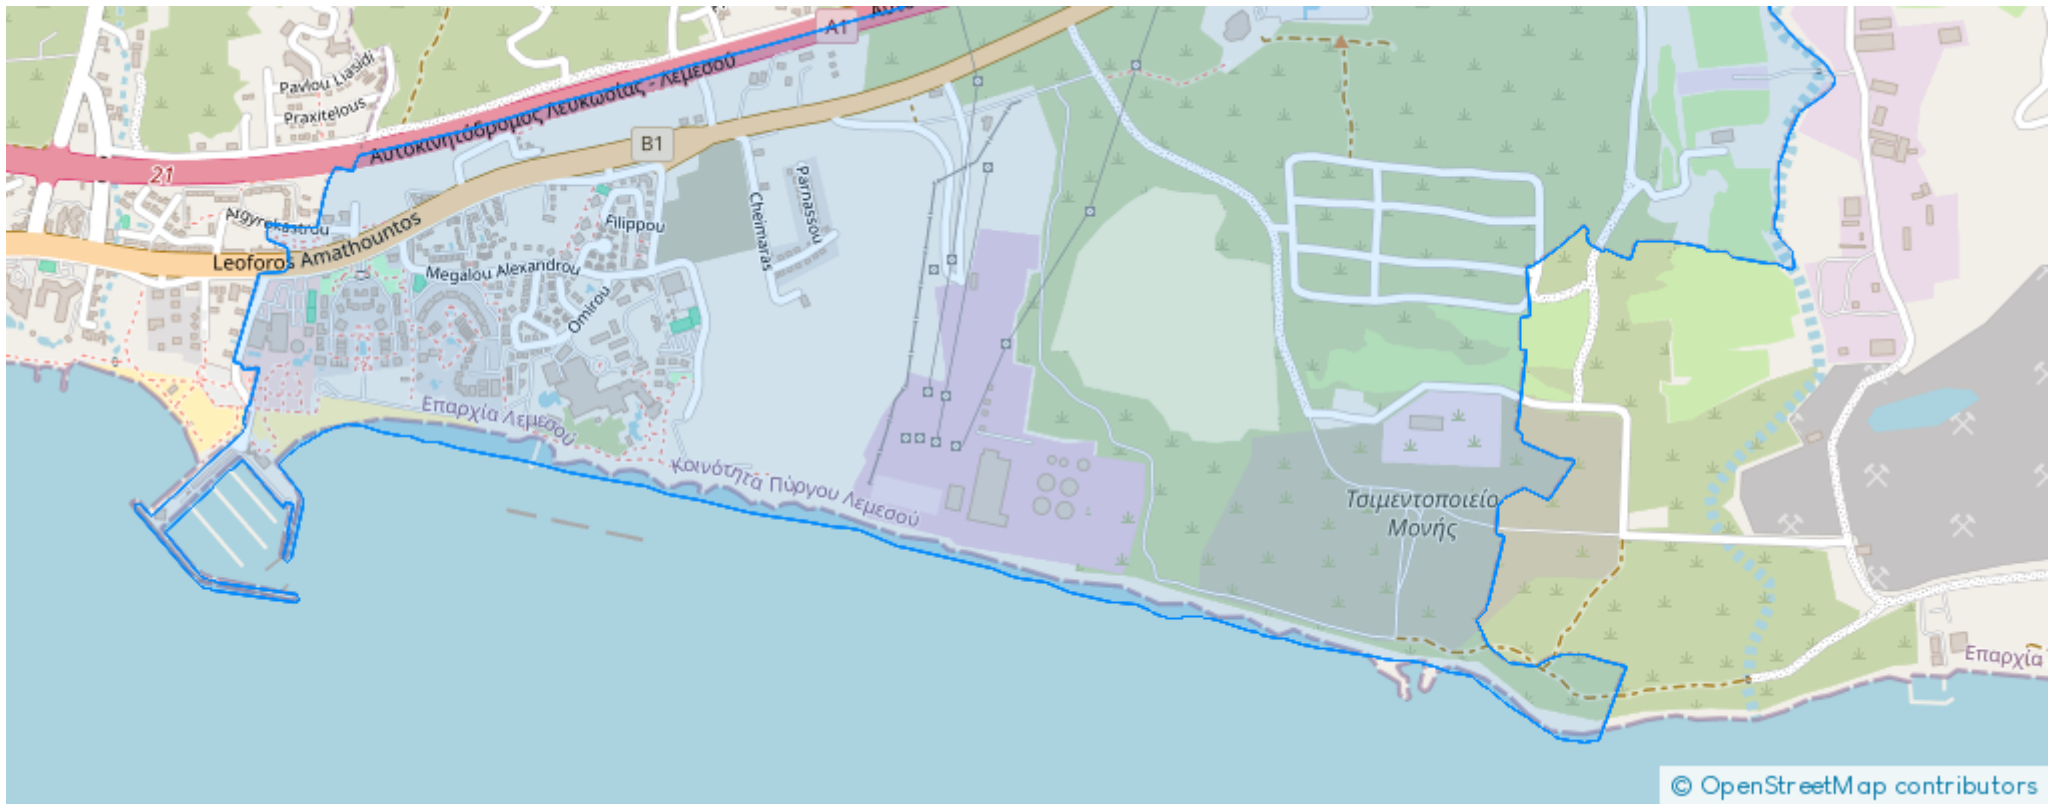 A1
Αυτοκινητόδρομος Λευκωσίας - Λεμεσού
Pavlou Liasidi
Praxitelous
21
B1
Argyrokastrou
Leoforos Amathountos
Parnassou
Cheimaras
Filippou
Megalou Alexandrou
Omirou
Επαρχία Λεμεσού
Κοινότητα Πύργου Λεμεσού
Τσιμεντοποιείο
Μονής
Επαρχία
© OpenStreetMap contributors